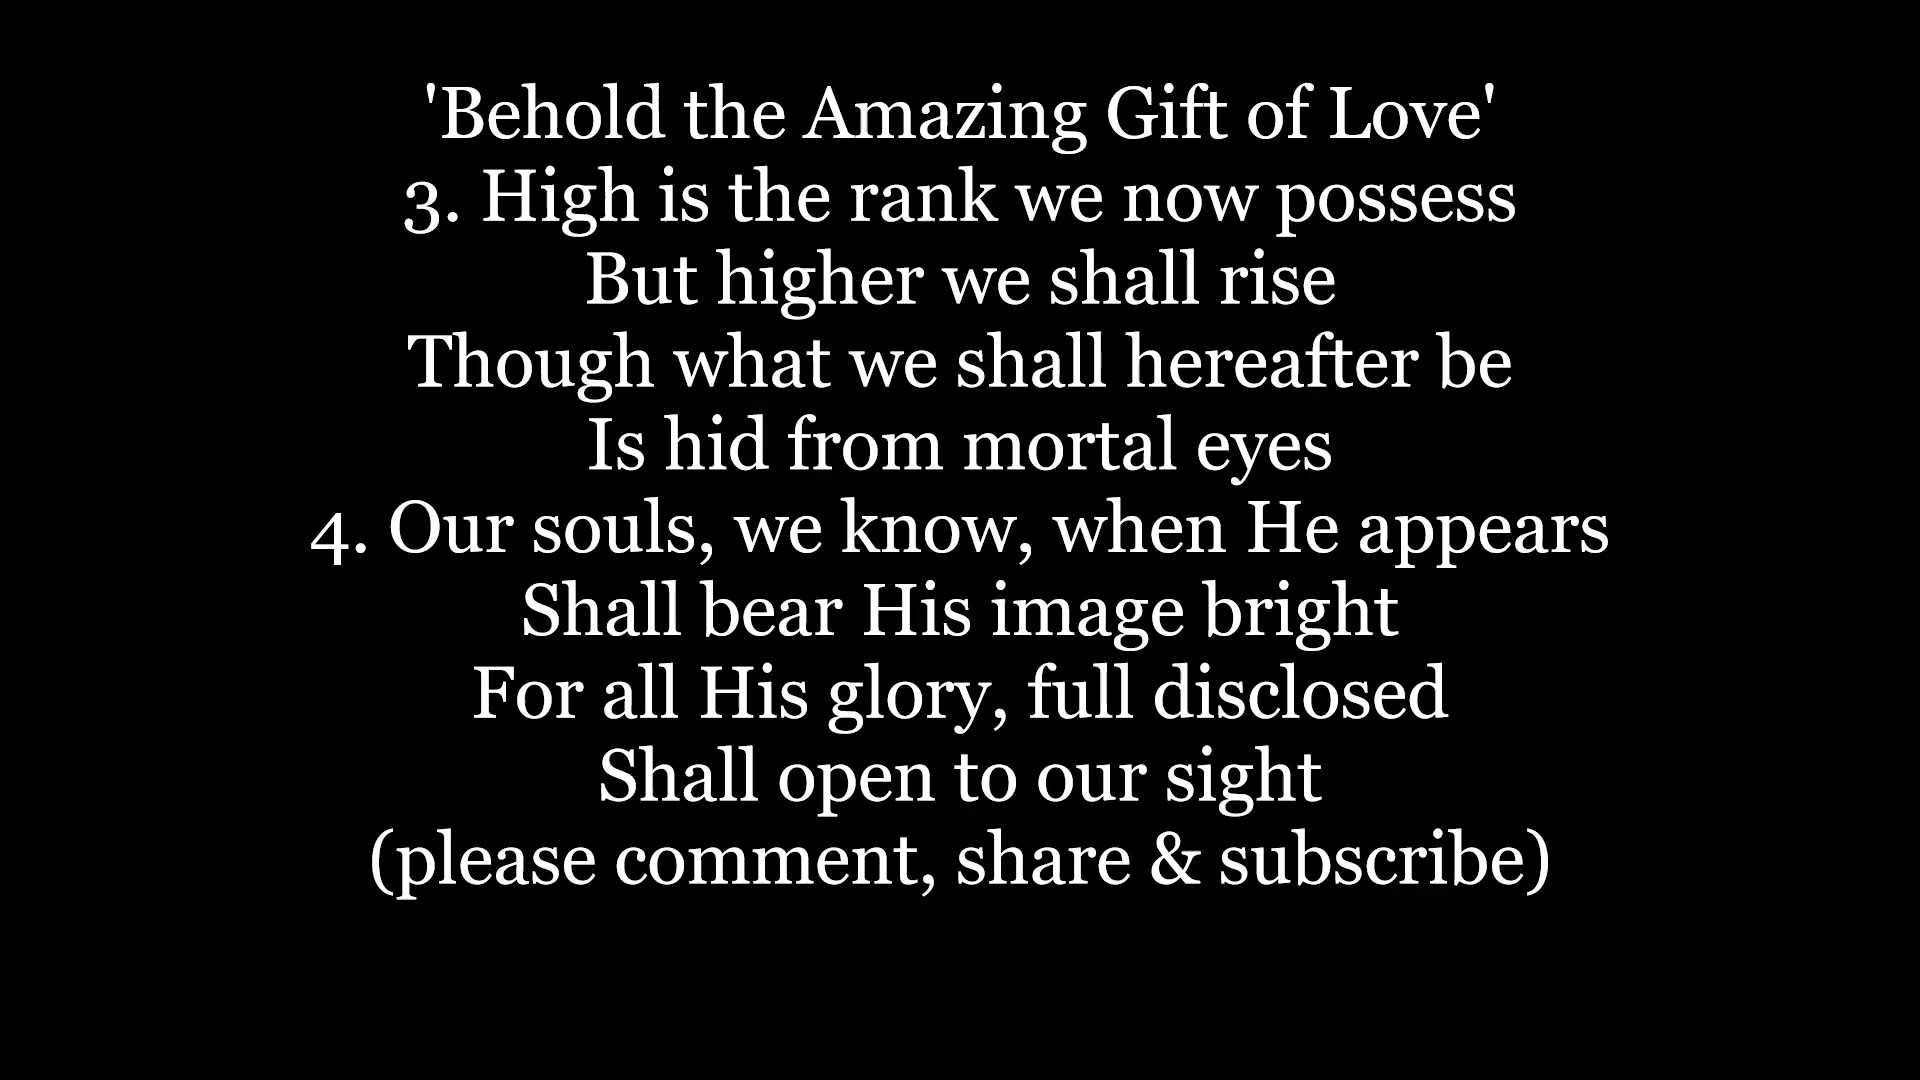 'Behold the Amazing Gift of Love'
3. High is the rank we now possess
But higher we shall rise
Though what we shall hereafter be
Is hid from mortal eyes
4. Our souls, we know, when He appears
Shall bear His image bright
For all His glory, full disclosed
Shall open to our sight
(please comment, share & subscribe)